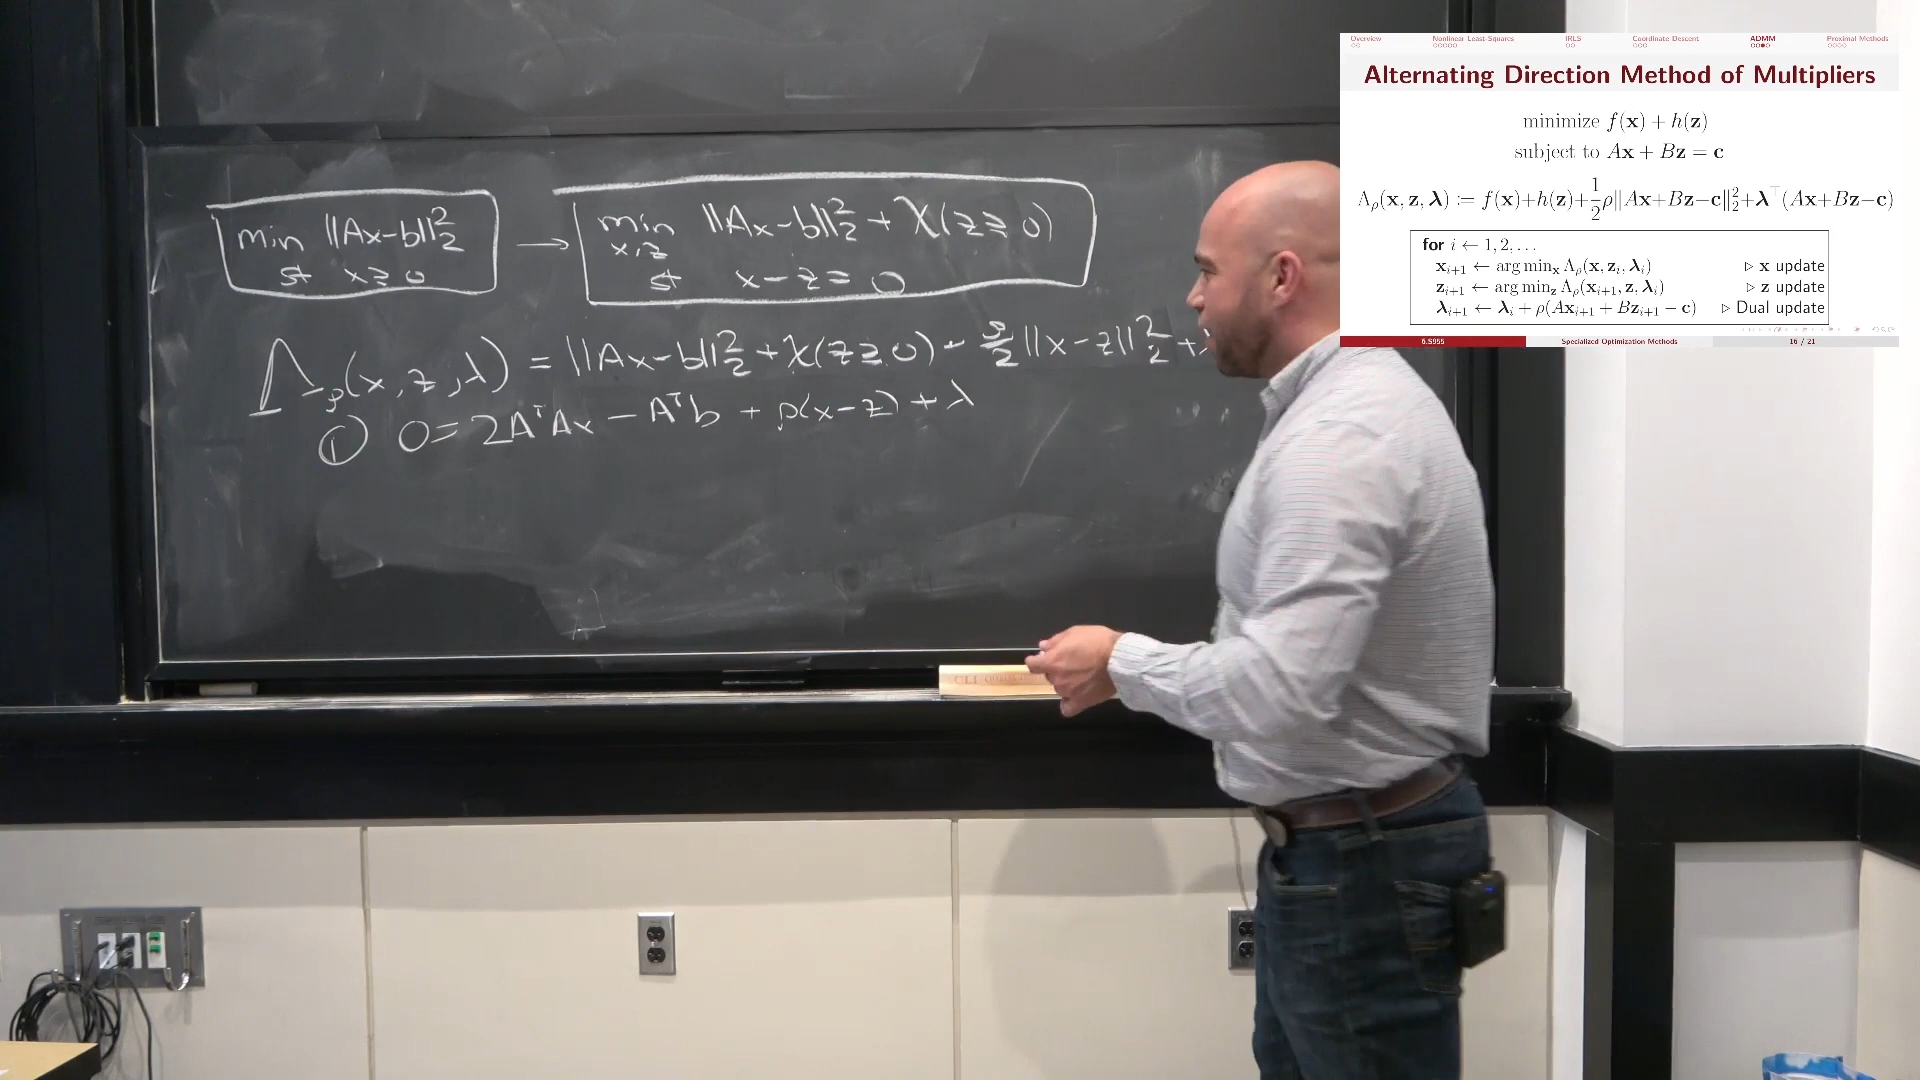 min ||Ax-b||₂² → min ||Ax-b||₂² + χ(z≥0)
x,z
st x≥0 st x-z=0
Λρ(x,z,λ) = ||Ax-b||₂² + χ(z≥0) + ρ/2 ||x-z||₂² +
① 0=2AᵀAx - Aᵀb + ρ(x-z) + λ
Overview Nonlinear Least-Squares IRLS Coordinate Descent ADMM Proximal Methods
Alternating Direction Method of Multipliers
minimize f(x) + h(z)
subject to Ax + Bz = c
Λρ(x, z, λ) := f(x)+h(z)+½ρ||Ax+Bz−c||₂²+λ⊤(Ax+Bz−c)
for i ← 1, 2, . . .
xᵢ₊₁ ← arg minₓ Λρ(x, zᵢ, λᵢ) ▷ x update
zᵢ₊₁ ← arg min_z Λρ(xᵢ₊₁, z, λᵢ) ▷ z update
λᵢ₊₁ ← λᵢ + ρ(Axᵢ₊₁ + Bzᵢ₊₁ − c) ▷ Dual update
6.S955 Specialized Optimization Methods 16 / 21